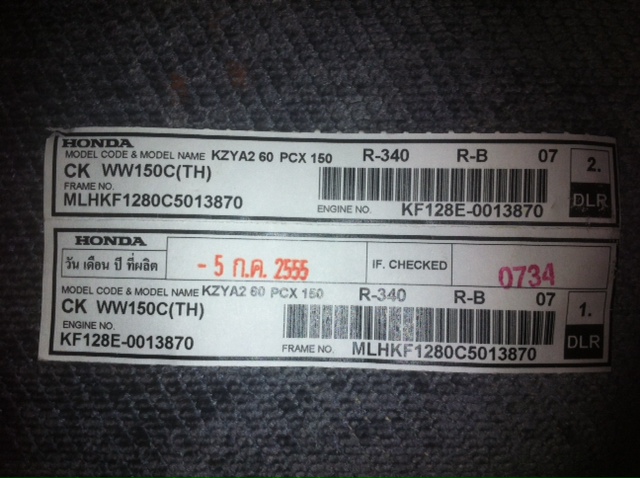 HONDA
MODEL CODE & MODEL NAME KZYA2 60 PCX 150 R-340 R-B 07 2.
CK WW150C(TH)
FRAME NO.
MLHKF1280C5013870 ENGINE NO. KF128E-0013870 DLR
HONDA
วัน เดือน ปี ที่ผลิต - 5 ก.ค. 2555 IF. CHECKED 0734
MODEL CODE & MODEL NAME KZYA2 60 PCX 150 R-340 R-B 07 1.
CK WW150C(TH)
ENGINE NO.
KF128E-0013870 FRAME NO. MLHKF1280C5013870 DLR